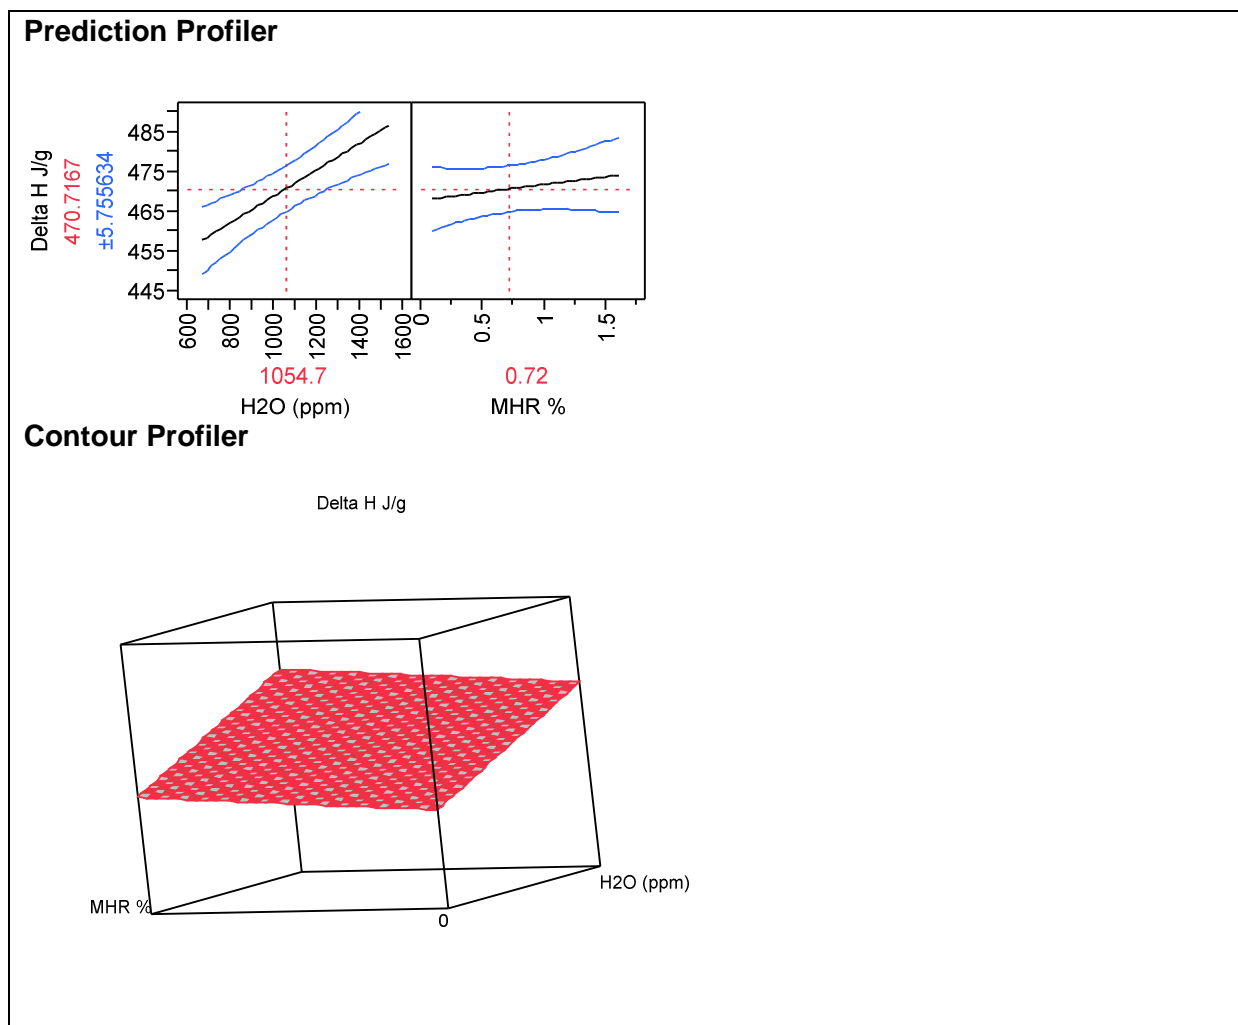 Prediction Profiler
Delta H J/g
470.7167
±5.755634
485
475
465
455
445
600
800
1000
1200
1400
1600
0
0.5
1
1.5
1054.7
0.72
H2O (ppm)
MHR %
Contour Profiler
Delta H J/g
H2O (ppm)
MHR %
0